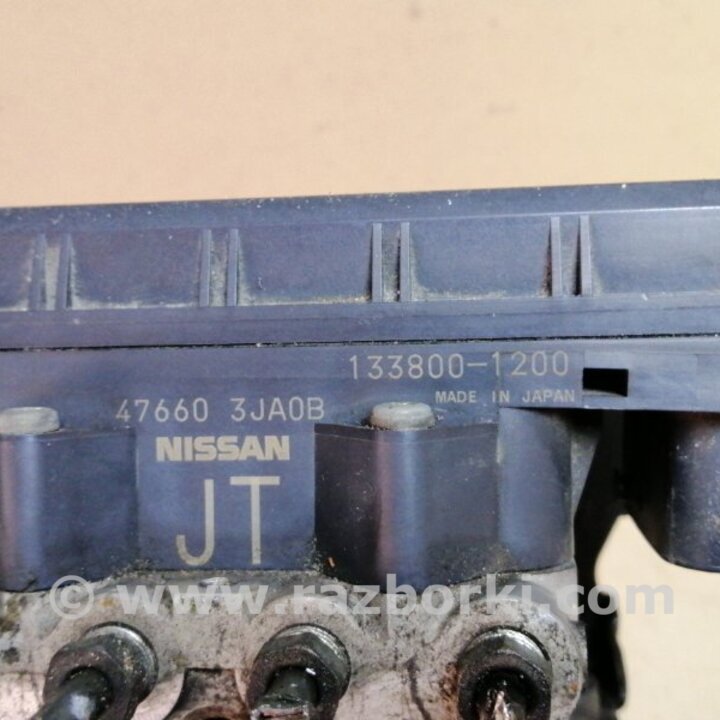 133800-1200
47660 3JA0B
MADE IN JAPAN
NISSAN
JT
© www.razborki.com